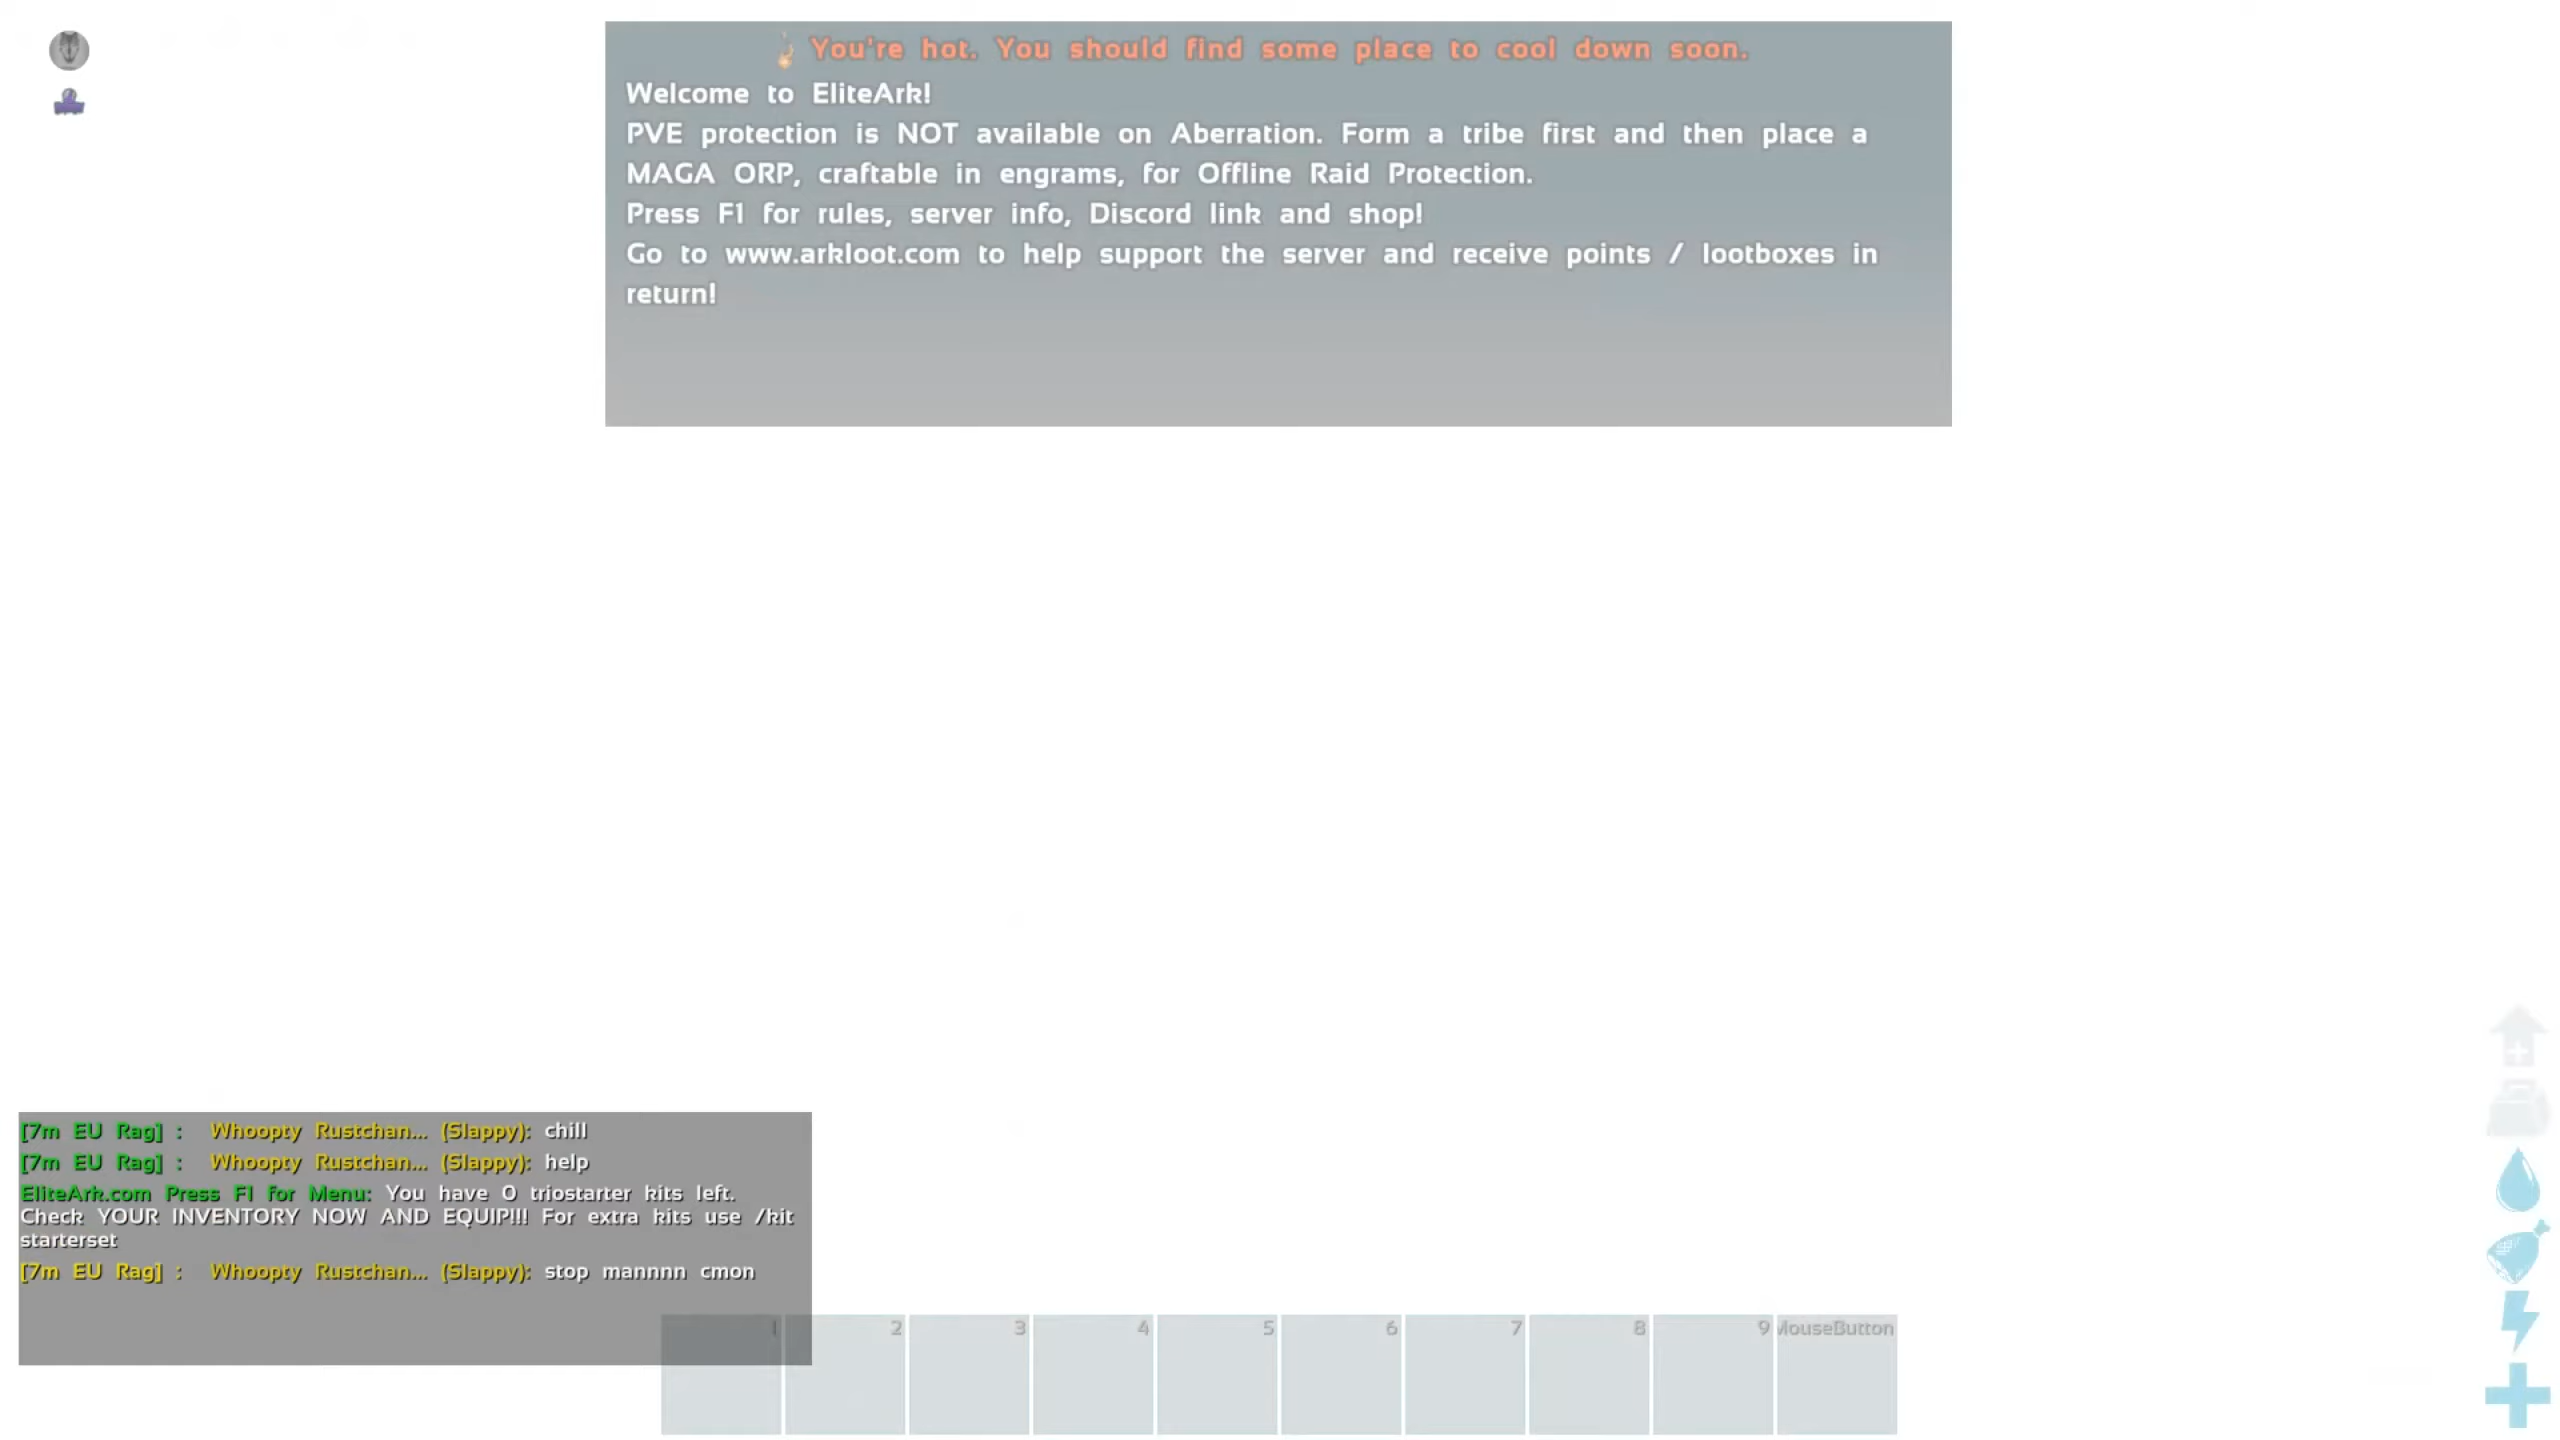 You're hot. You should find some place to cool down soon.
Welcome to EliteArk!
PVE protection is NOT available on Aberration. Form a tribe first and then place a
MAGA ORP, craftable in engrams, for Offline Raid Protection.
Press F1 for rules, server info, Discord link and shop!
Go to www.arkloot.com to help support the server and receive points / lootboxes in
return!
[7m EU Rag] : Whoopty Rustchan... (Slappy): chill
[7m EU Rag] : Whoopty Rustchan... (Slappy): help
EliteArk.com Press F1 for Menu: You have 0 triostarter kits left.
Check YOUR INVENTORY NOW AND EQUIP!!! For extra kits use /kit
starterset
[7m EU Rag] : Whoopty Rustchan... (Slappy): stop mannnn cmon
1 2 3 4 5 6 7 8 9 MouseButton